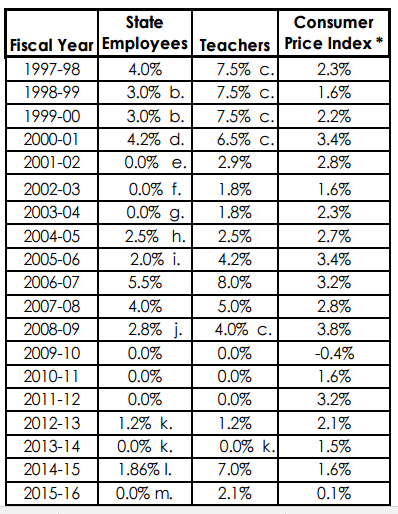 Fiscal Year State Employees Teachers Consumer Price Index *
1997-98 4.0% 7.5% c. 2.3%
1998-99 3.0% b. 7.5% c. 1.6%
1999-00 3.0% b. 7.5% c. 2.2%
2000-01 4.2% d. 6.5% c. 3.4%
2001-02 0.0% e. 2.9% 2.8%
2002-03 0.0% f. 1.8% 1.6%
2003-04 0.0% g. 1.8% 2.3%
2004-05 2.5% h. 2.5% 2.7%
2005-06 2.0% i. 4.2% 3.4%
2006-07 5.5% 8.0% 3.2%
2007-08 4.0% 5.0% 2.8%
2008-09 2.8% j. 4.0% c. 3.8%
2009-10 0.0% 0.0% -0.4%
2010-11 0.0% 0.0% 1.6%
2011-12 0.0% 0.0% 3.2%
2012-13 1.2% k. 1.2% 2.1%
2013-14 0.0% k. 0.0% k. 1.5%
2014-15 1.86% l. 7.0% 1.6%
2015-16 0.0% m. 2.1% 0.1%